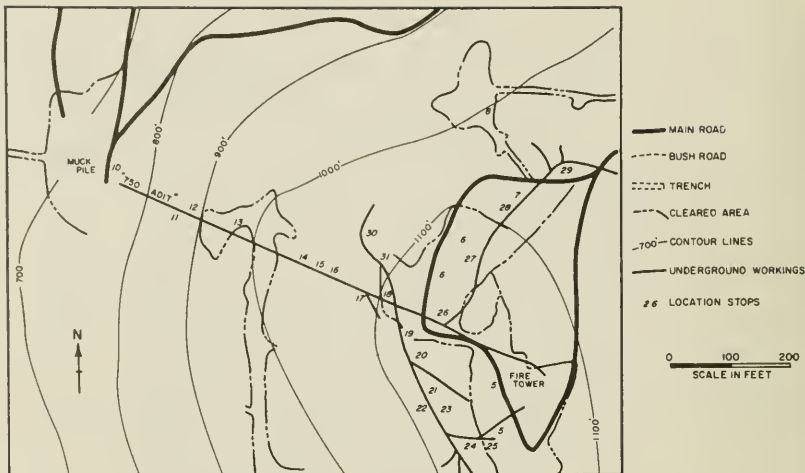 800'
900'
1000'
1100'
700
1100'
MUCK
PILE
10
"750 ADIT"
11
12
13
14
15
16
17
18
19
20
21
22
23
24
25
5
5
26
27
6
6
28
7
29
8
30
31
FIRE
TOWER
N
MAIN ROAD
BUSH ROAD
TRENCH
CLEARED AREA
700' CONTOUR LINES
UNDERGROUND WORKINGS
26 LOCATION STOPS
0 100 200
SCALE IN FEET